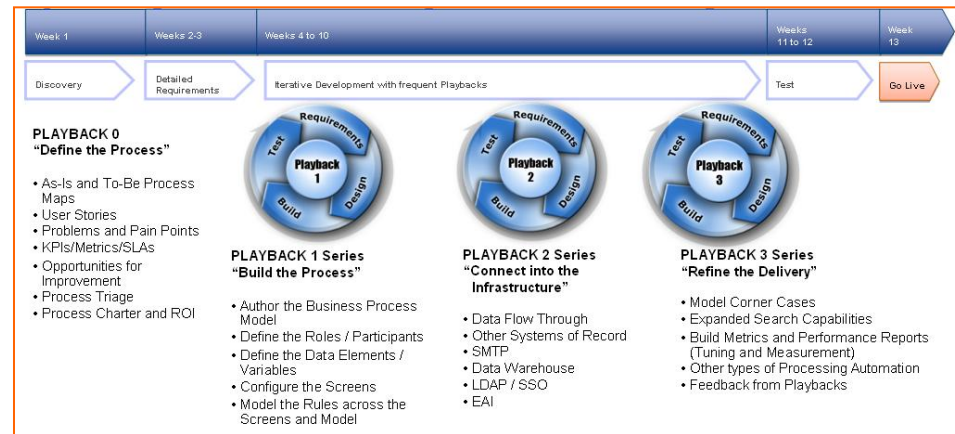 Week 1
Weeks 2-3
Weeks 4 to 10
Weeks
11 to 12
Week
13
Discovery
Detailed
Requirements
Iterative Development with frequent Playbacks
Test
Go Live
PLAYBACK 0
“Define the Process”
• As-Is and To-Be Process
Maps
• User Stories
• Problems and Pain Points
• KPIs/Metrics/SLAs
• Opportunities for
Improvement
• Process Triage
• Process Charter and ROI
Requirements
Test
Playback
1
Design
Build
PLAYBACK 1 Series
“Build the Process”
• Author the Business Process
Model
• Define the Roles / Participants
• Define the Data Elements /
Variables
• Configure the Screens
• Model the Rules across the
Screens and Model
Requirements
Test
Playback
2
Design
Build
PLAYBACK 2 Series
“Connect into the
Infrastructure”
• Data Flow Through
• Other Systems of Record
• SMTP
• Data Warehouse
• LDAP / SSO
• EAI
Requirements
Test
Playback
3
Design
Build
PLAYBACK 3 Series
“Refine the Delivery”
• Model Corner Cases
• Expanded Search Capabilities
• Build Metrics and Performance Reports
(Tuning and Measurement)
• Other types of Processing Automation
• Feedback from Playbacks